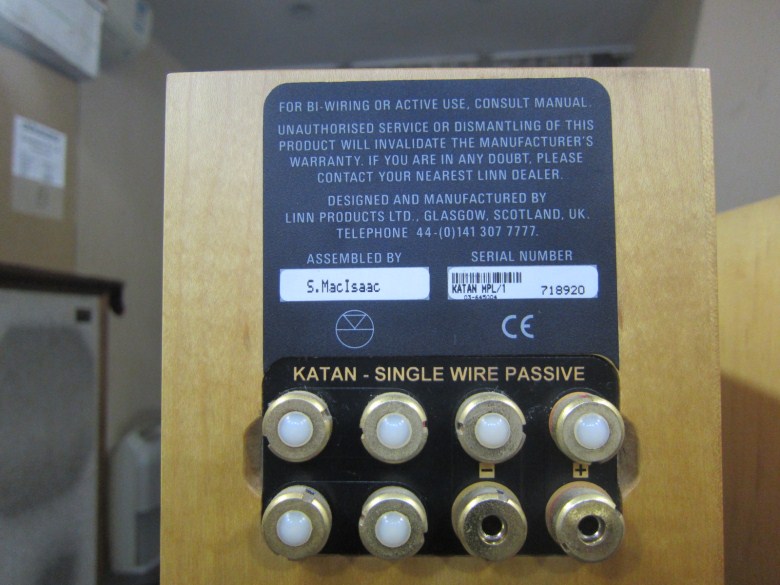 FOR BI-WIRING OR ACTIVE USE, CONSULT MANUAL.
UNAUTHORISED SERVICE OR DISMANTLING OF THIS
PRODUCT WILL INVALIDATE THE MANUFACTURER'S
WARRANTY. IF YOU ARE IN ANY DOUBT, PLEASE
CONTACT YOUR NEAREST LINN DEALER.
DESIGNED AND MANUFACTURED BY
LINN PRODUCTS LTD., GLASGOW, SCOTLAND, UK.
TELEPHONE 44-(0)141 307 7777.
ASSEMBLED BY SERIAL NUMBER
S.MacIsaac KATAN MPL/1 718920
CE
KATAN - SINGLE WIRE PASSIVE
- +